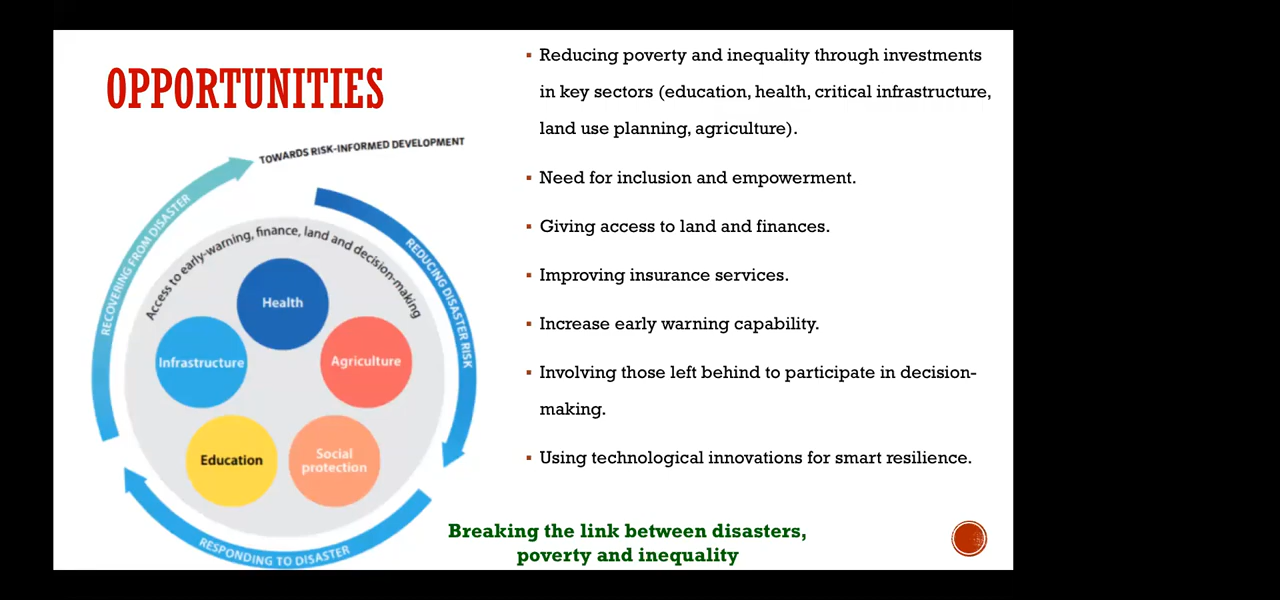 OPPORTUNITIES
TOWARDS RISK-INFORMED DEVELOPMENT
RECOVERING FROM DISASTER
REDUCING DISASTER RISK
Access to early-warning, finance, land and decision-making
Health
Infrastructure
Agriculture
Education
Social
protection
RESPONDING TO DISASTER
▪ Reducing poverty and inequality through investments
in key sectors (education, health, critical infrastructure,
land use planning, agriculture).
▪ Need for inclusion and empowerment.
▪ Giving access to land and finances.
▪ Improving insurance services.
▪ Increase early warning capability.
▪ Involving those left behind to participate in decision-
making.
▪ Using technological innovations for smart resilience.
Breaking the link between disasters,
poverty and inequality